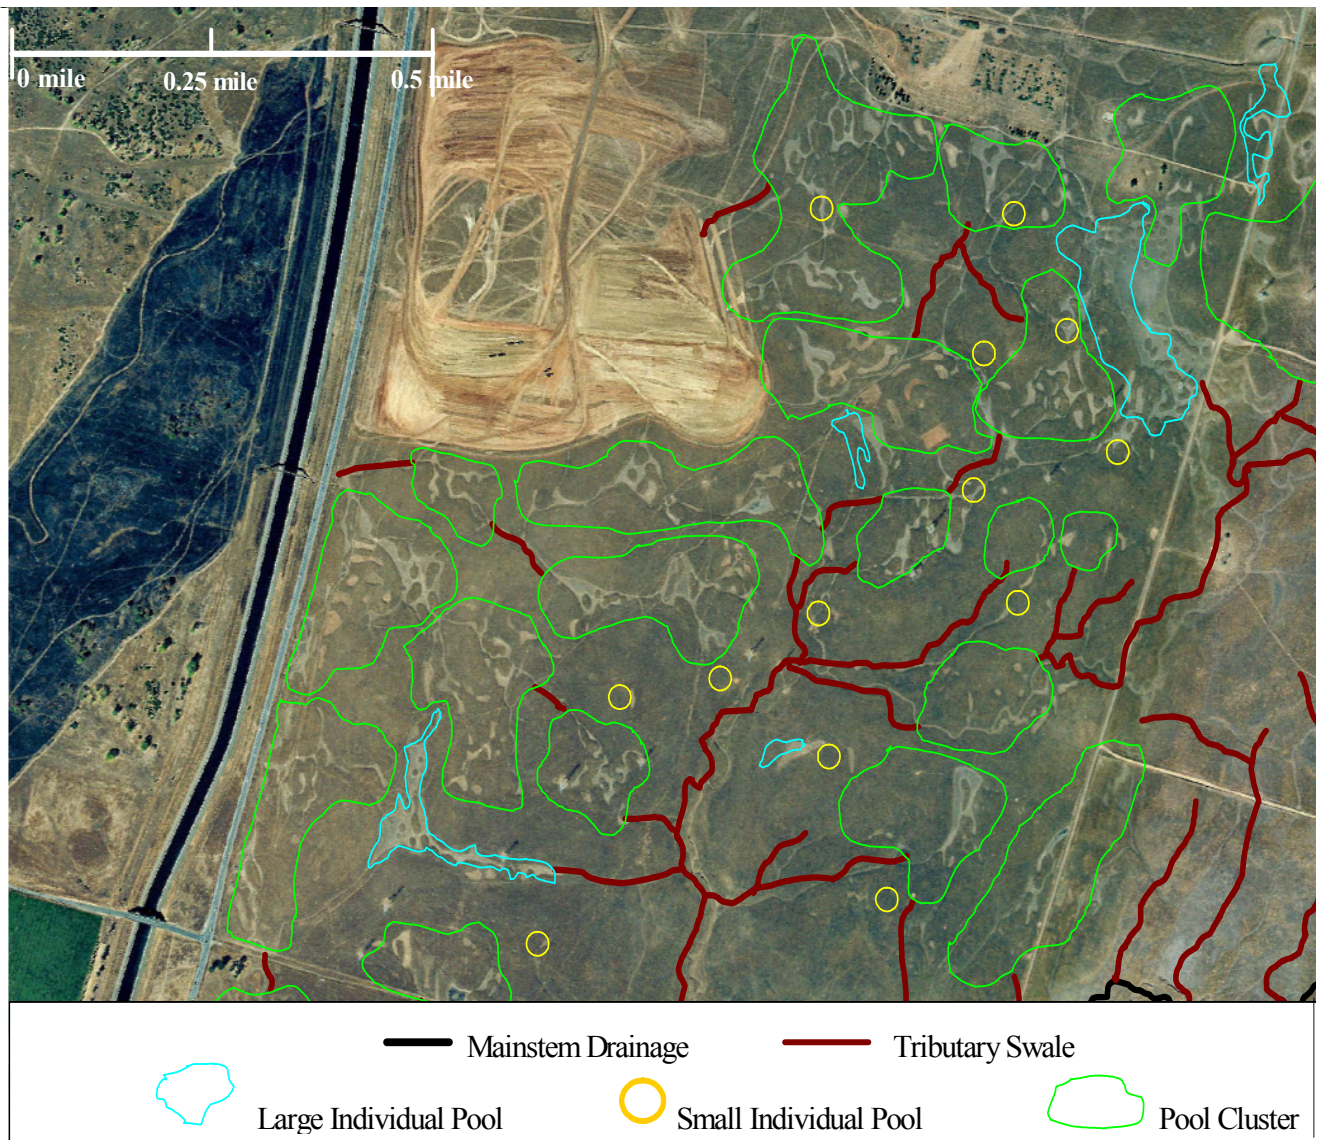 0 mile 0.25 mile 0.5 mile
Mainstem Drainage Tributary Swale
Large Individual Pool Small Individual Pool Pool Cluster